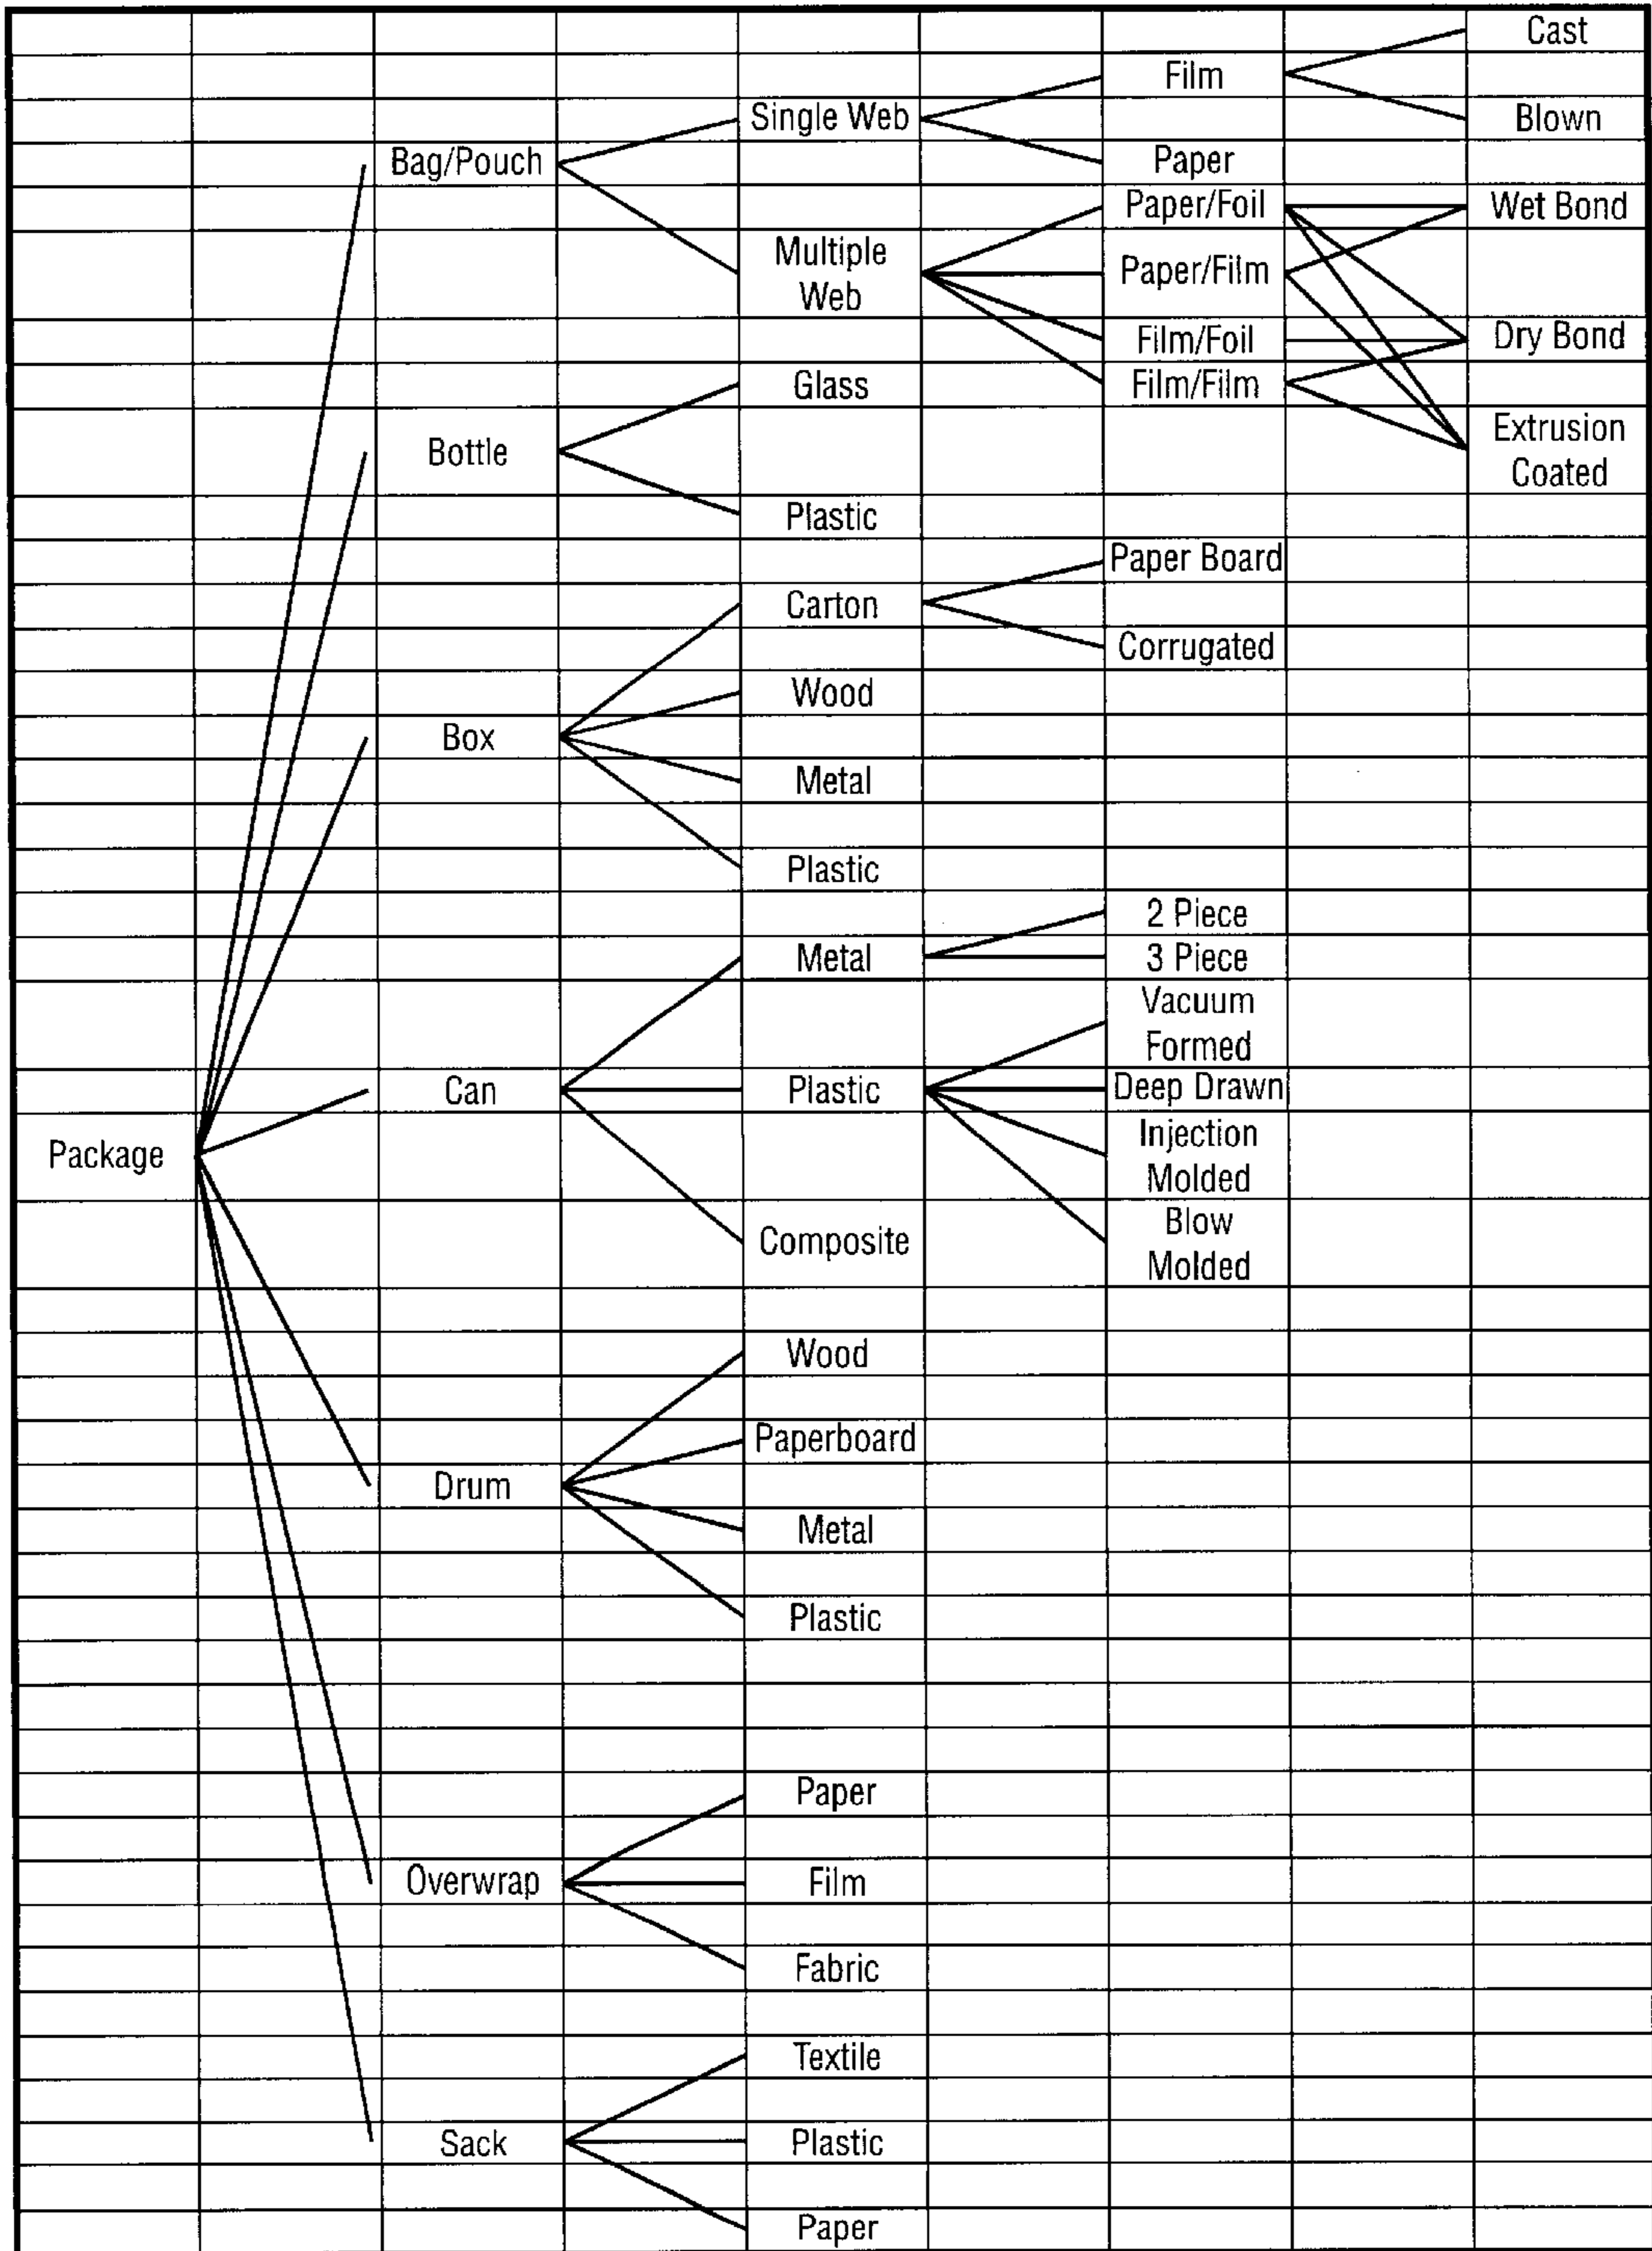 Cast
Film
Single Web
Blown
Bag/Pouch
Paper
Paper/Foil
Wet Bond
Multiple
Web
Paper/Film
Film/Foil
Dry Bond
Glass
Film/Film
Bottle
Extrusion
Coated
Plastic
Paper Board
Carton
Corrugated
Wood
Box
Metal
Plastic
2 Piece
Metal
3 Piece
Vacuum
Formed
Can
Plastic
Deep Drawn
Package
Injection
Molded
Composite
Blow
Molded
Wood
Paperboard
Drum
Metal
Plastic
Paper
Overwrap
Film
Fabric
Textile
Sack
Plastic
Paper